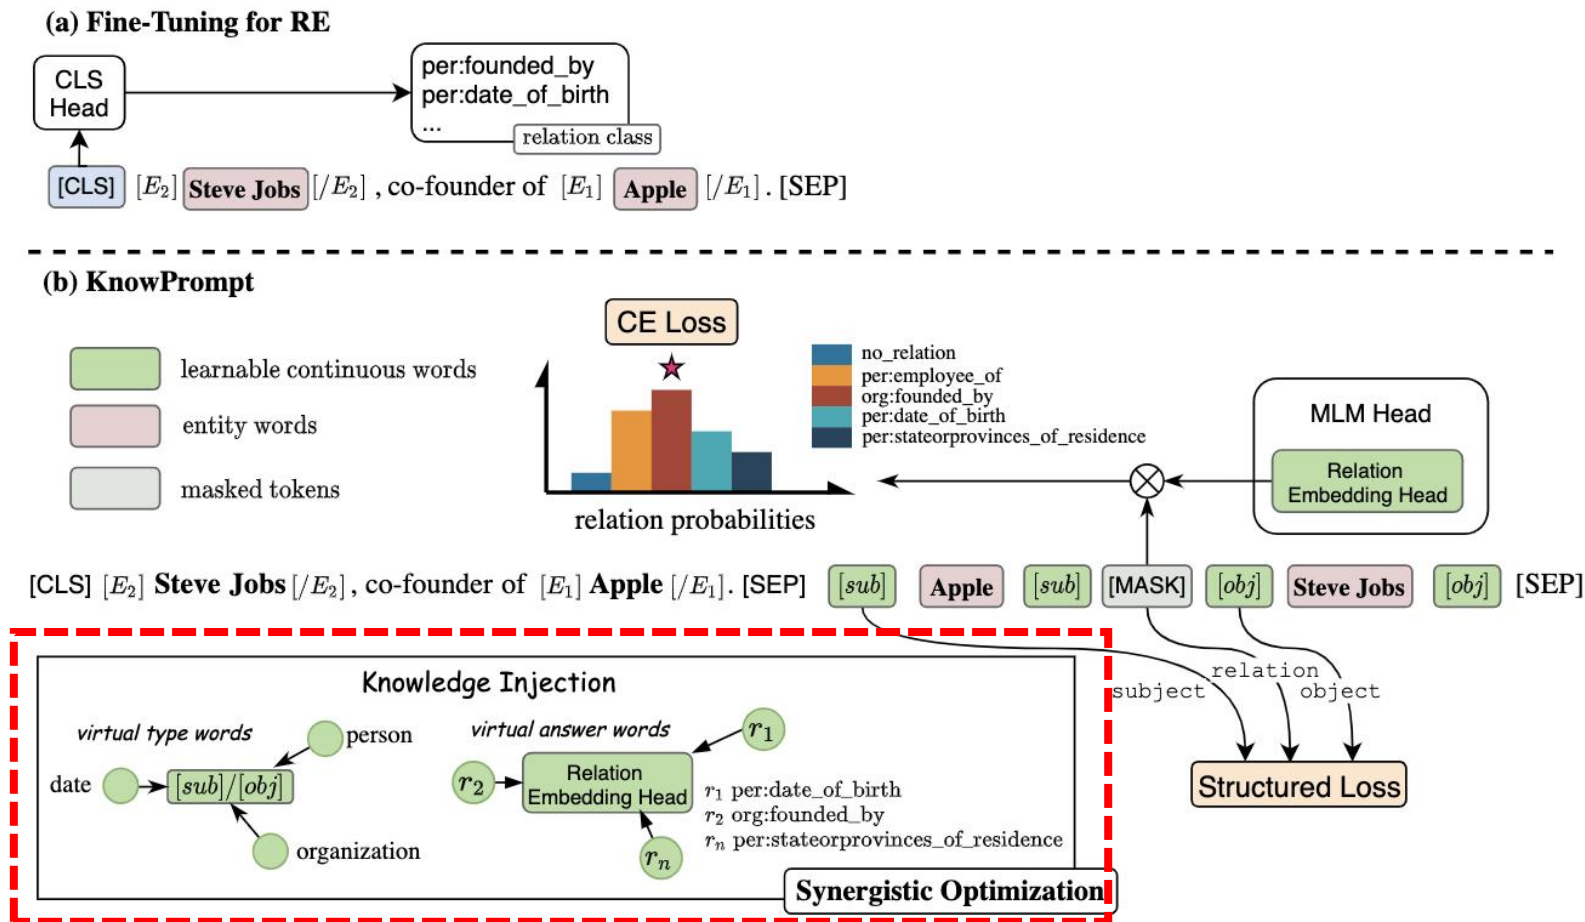 (a) Fine-Tuning for RE
CLS
Head
per:founded_by
per:date_of_birth
...
relation class
[CLS] [E₂] Steve Jobs [/E₂] , co-founder of [E₁] Apple [/E₁] . [SEP]
(b) KnowPrompt
learnable continuous words
entity words
masked tokens
CE Loss
relation probabilities
no_relation
per:employee_of
org:founded_by
per:date_of_birth
per:stateorprovinces_of_residence
MLM Head
Relation
Embedding Head
[CLS] [E₂] Steve Jobs [/E₂] , co-founder of [E₁] Apple [/E₁] . [SEP] [sub] Apple [sub] [MASK] [obj] Steve Jobs [obj] [SEP]
subject
relation
object
Structured Loss
Knowledge Injection
virtual type words
person
date
[sub]/[obj]
organization
virtual answer words
r₁
r₂
Relation
Embedding Head
rₙ
r₁ per:date_of_birth
r₂ org:founded_by
rₙ per:stateorprovinces_of_residence
Synergistic Optimization